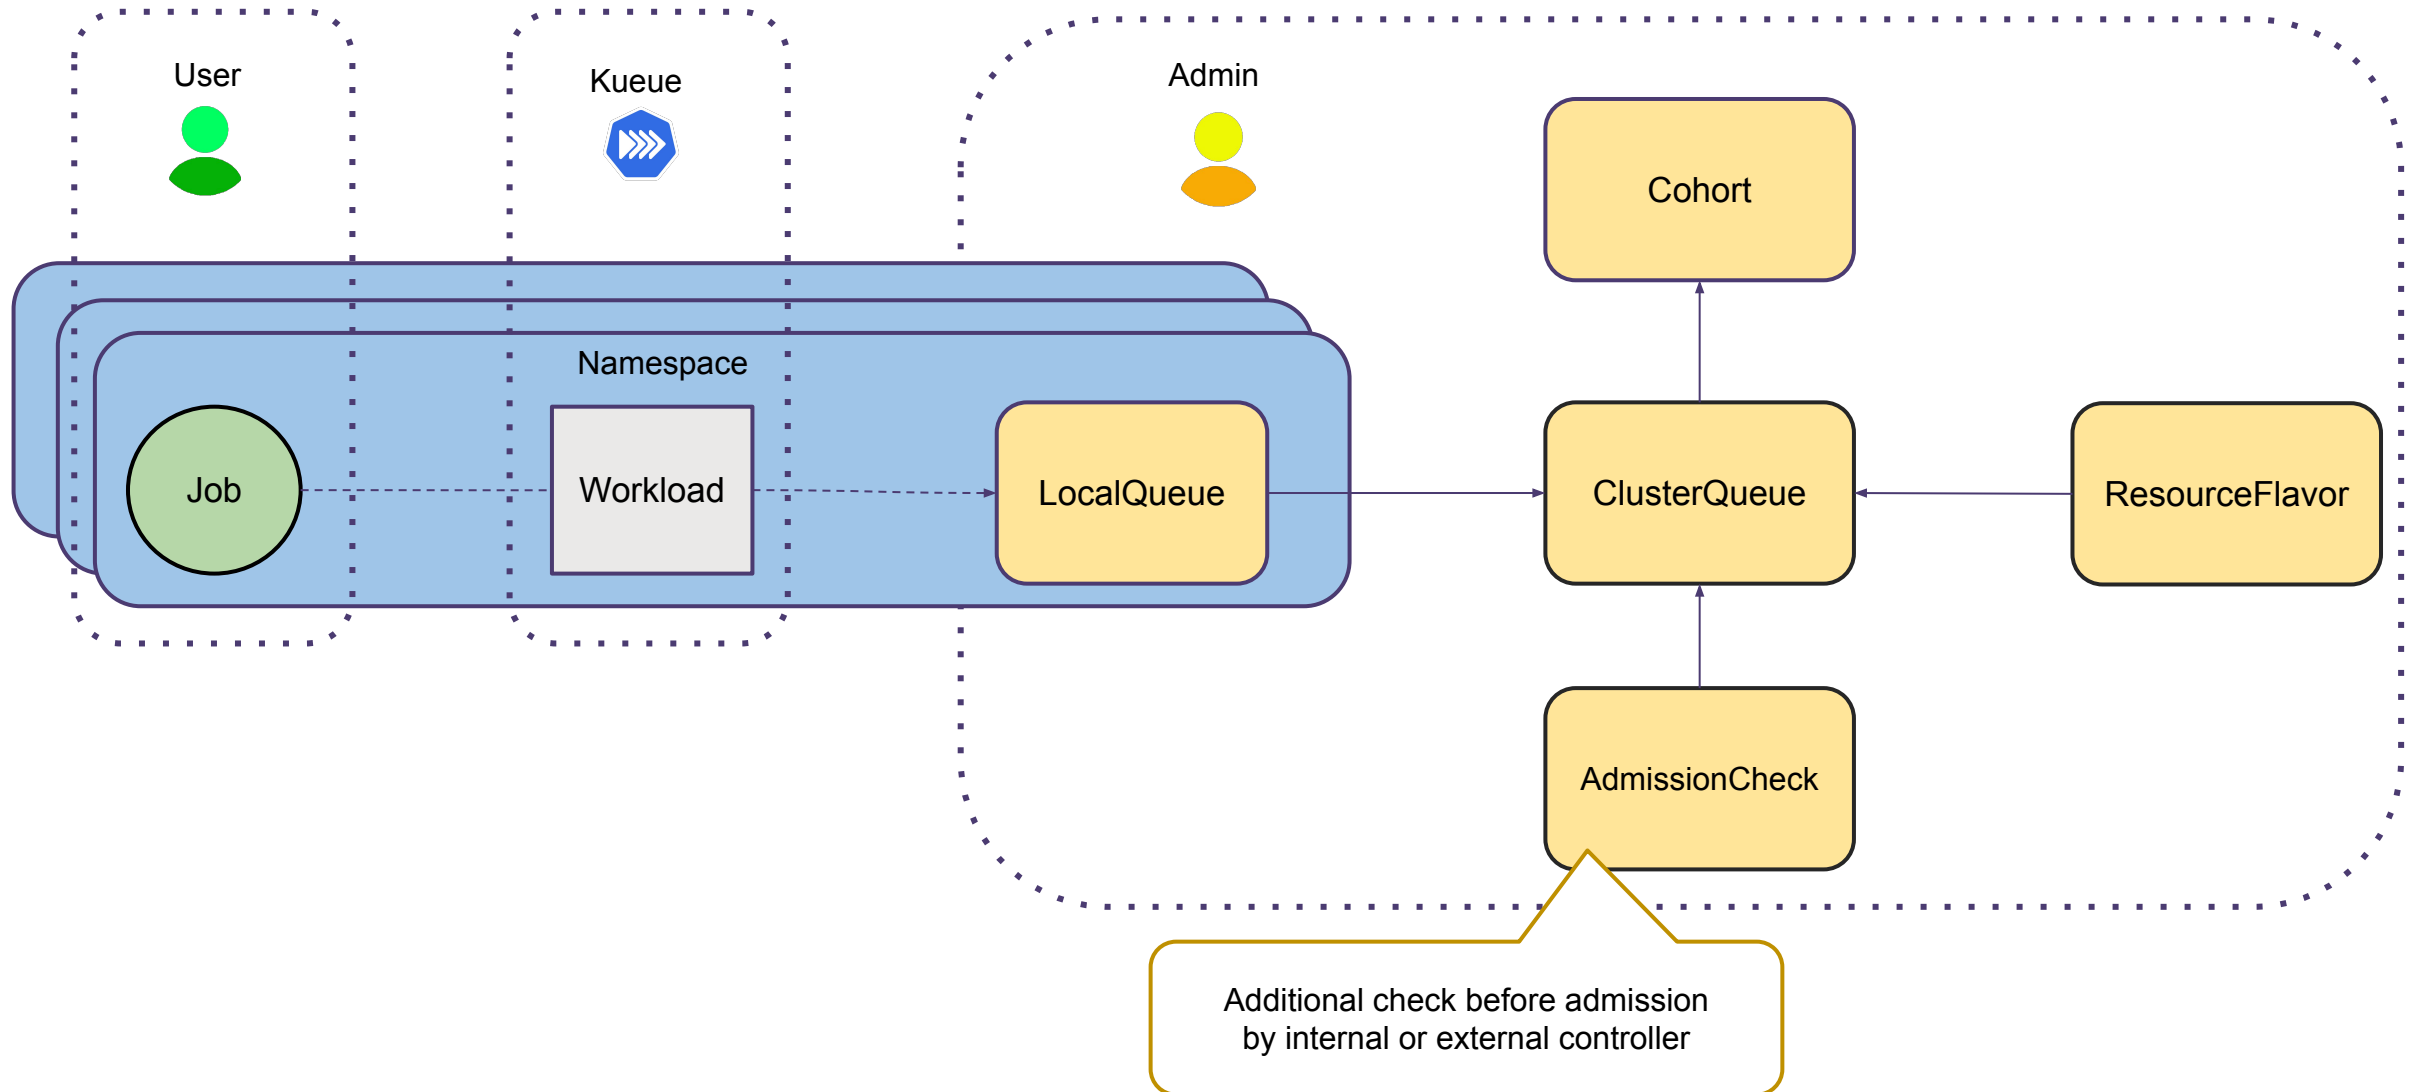 User
Kueue
Admin
Cohort
Namespace
Job
Workload
LocalQueue
ClusterQueue
ResourceFlavor
AdmissionCheck
Additional check before admission
by internal or external controller